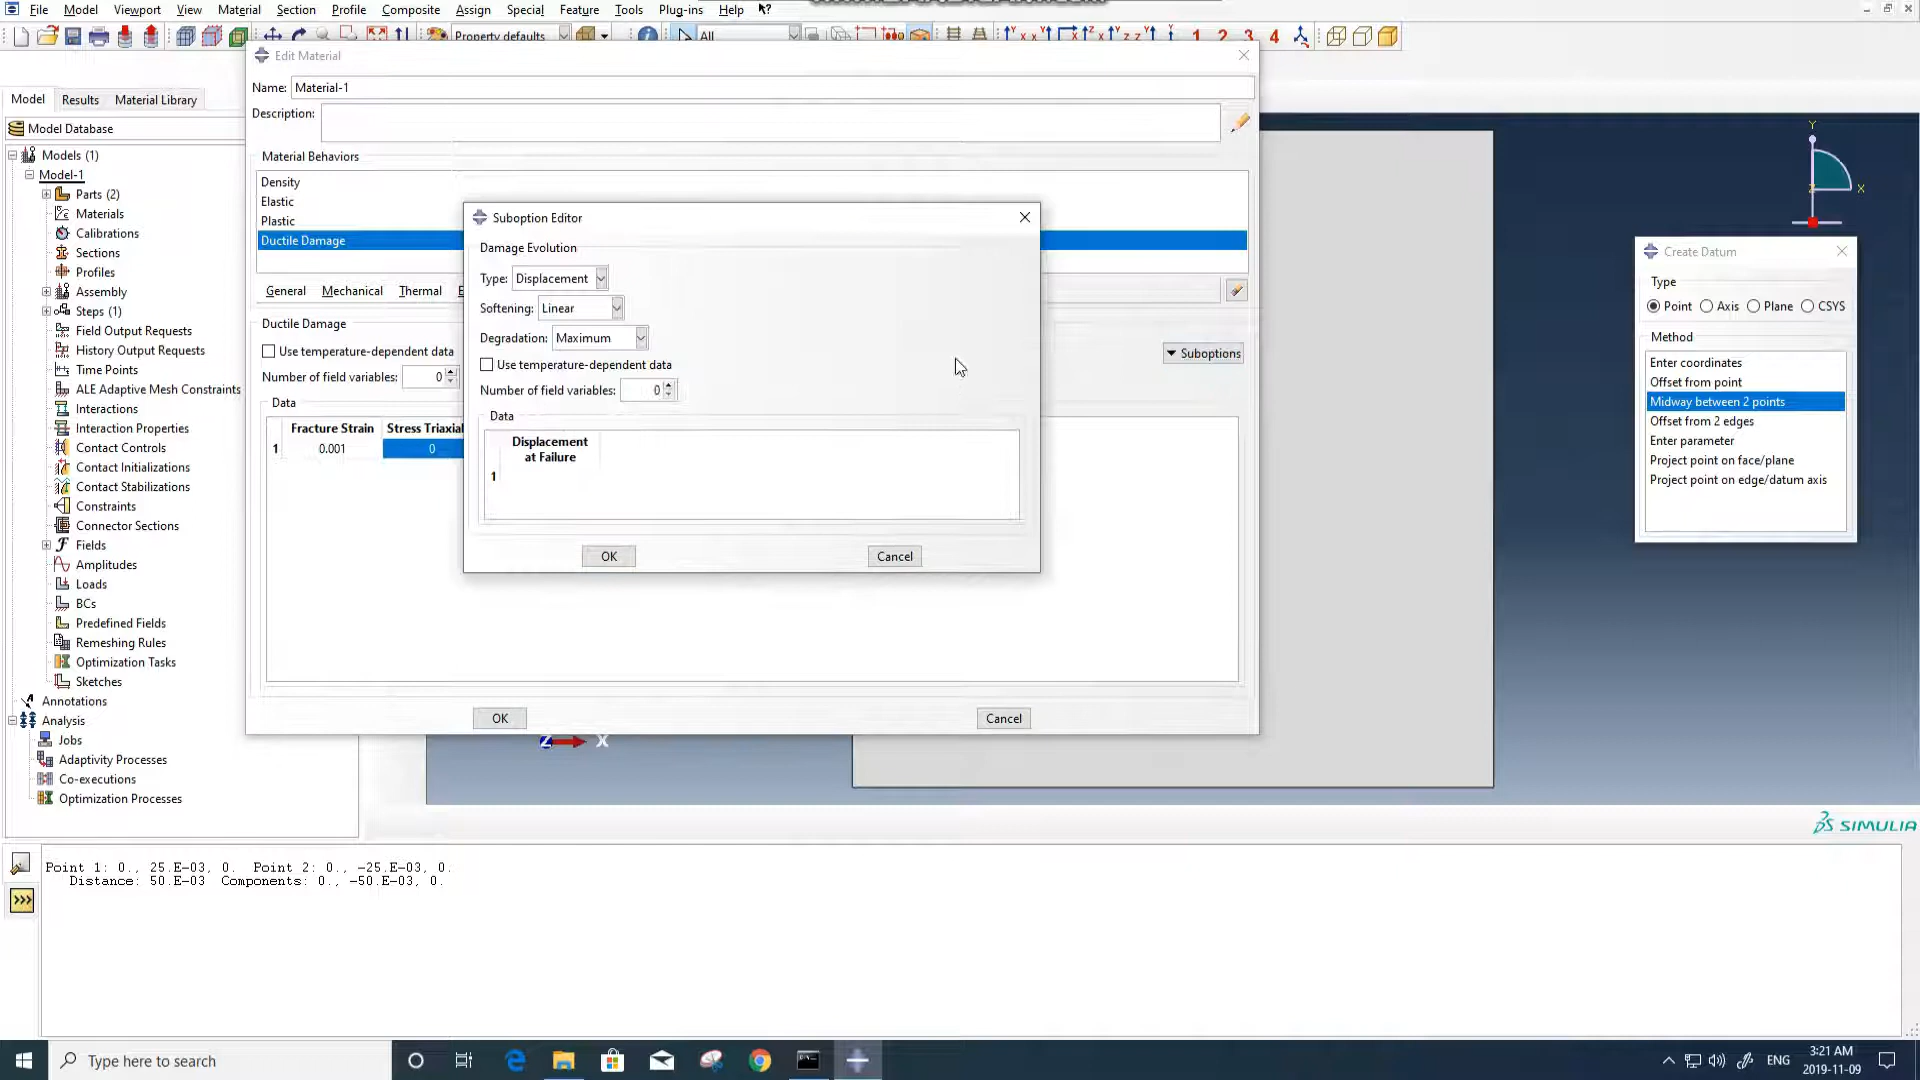 File Model Viewport View Material Section Profile Composite Assign Special Feature Tools Plug-ins Help
Property defaults All 1 2 3 4
Edit Material
Name: Material-1
Description:
Model Results Material Library
Model Database
Material Behaviors
Density
Elastic
Plastic
Ductile Damage
General Mechanical Thermal
Ductile Damage
Use temperature-dependent data
Number of field variables: 0
Suboptions
Data
Fracture Strain Stress Triaxial
1 0.001 0
OK Cancel
Suboption Editor
Damage Evolution
Type: Displacement
Softening: Linear
Degradation: Maximum
Use temperature-dependent data
Number of field variables: 0
Data
Displacement
at Failure
1
OK Cancel
Models (1)
Model-1
Parts (2)
Materials
Calibrations
Sections
Profiles
Assembly
Steps (1)
Field Output Requests
History Output Requests
Time Points
ALE Adaptive Mesh Constraints
Interactions
Interaction Properties
Contact Controls
Contact Initializations
Contact Stabilizations
Constraints
Connector Sections
Fields
Amplitudes
Loads
BCs
Predefined Fields
Remeshing Rules
Optimization Tasks
Sketches
Annotations
Analysis
Jobs
Adaptivity Processes
Co-executions
Optimization Processes
Y
X
Z
Create Datum
Type
Point Axis Plane CSYS
Method
Enter coordinates
Offset from point
Midway between 2 points
Offset from 2 edges
Enter parameter
Project point on face/plane
Project point on edge/datum axis
Z X
SIMULIA
Point 1: 0., 25.E-03, 0. Point 2: 0., -25.E-03, 0.
Distance: 50.E-03 Components: 0., -50.E-03, 0.
>>>
Type here to search
ENG
3:21 AM
2019-11-09